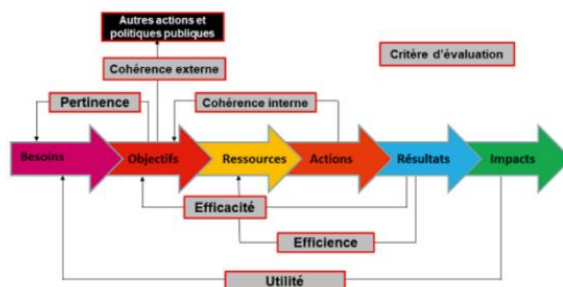 Autres actions et
politiques publiques
Critère d'évaluation
Cohérence externe
Pertinence
Cohérence interne
Besoins
Objectifs
Ressources
Actions
Résultats
Impacts
Efficacité
Efficience
Utilité